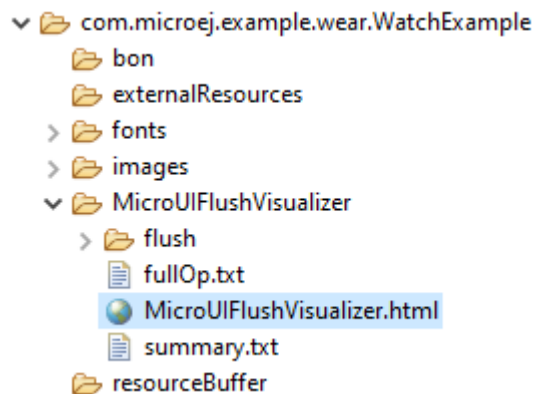 com.microej.example.wear.WatchExample
bon
externalResources
fonts
images
MicroUIFlushVisualizer
flush
fullOp.txt
MicroUIFlushVisualizer.html
summary.txt
resourceBuffer